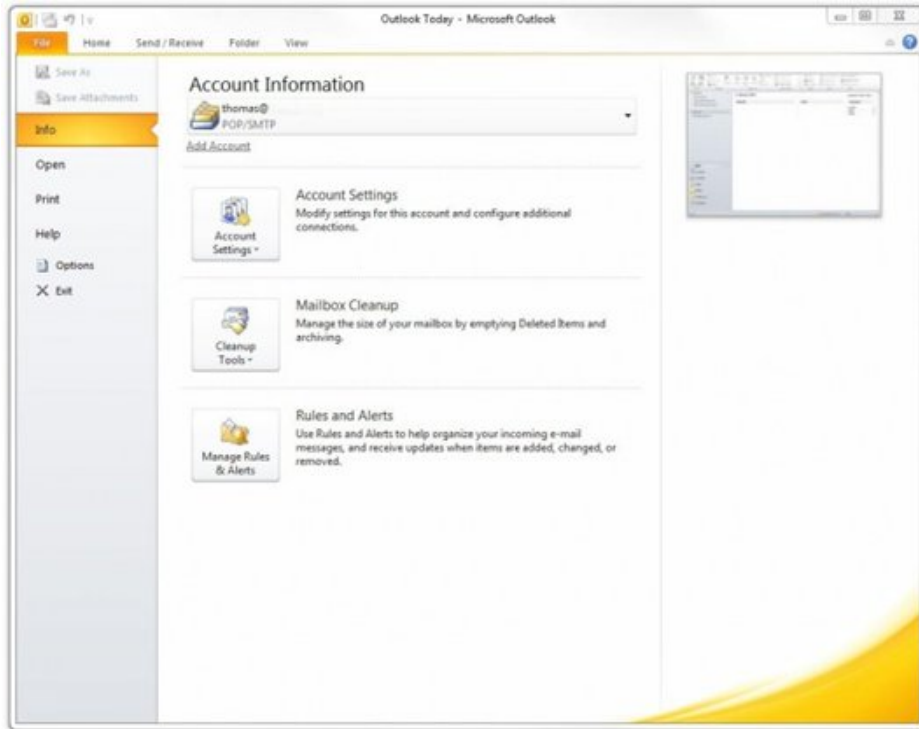 Outlook Today - Microsoft Outlook
File Home Send / Receive Folder View
Save As
Save Attachments
Info
Open
Print
Help
Options
Exit
Account Information
thomas@
POP/SMTP
Add Account
Account
Settings
Account Settings
Modify settings for this account and configure additional
connections.
Cleanup
Tools
Mailbox Cleanup
Manage the size of your mailbox by emptying Deleted Items and
archiving.
Manage Rules
& Alerts
Rules and Alerts
Use Rules and Alerts to help organize your incoming e-mail
messages, and receive updates when items are added, changed, or
removed.